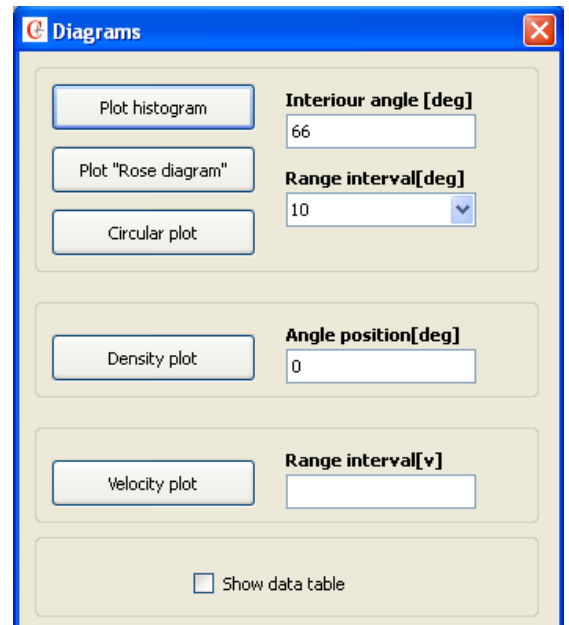 Diagrams
Plot histogram
Interiour angle [deg]
66
Plot "Rose diagram"
Range interval[deg]
10
Circular plot
Angle position[deg]
Density plot
0
Range interval[v]
Velocity plot
Show data table